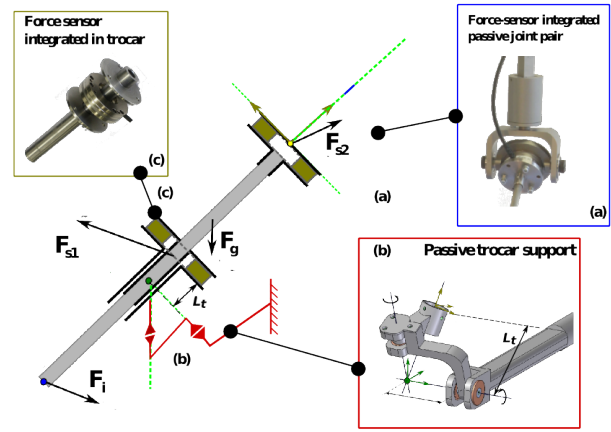 Force sensor
integrated in trocar
(c)
(c)
F_s1
F_g
F_s2
(a)
L_t
(b)
F_i
Force-sensor integrated
passive joint pair
(a)
(b)
Passive trocar support
L_t